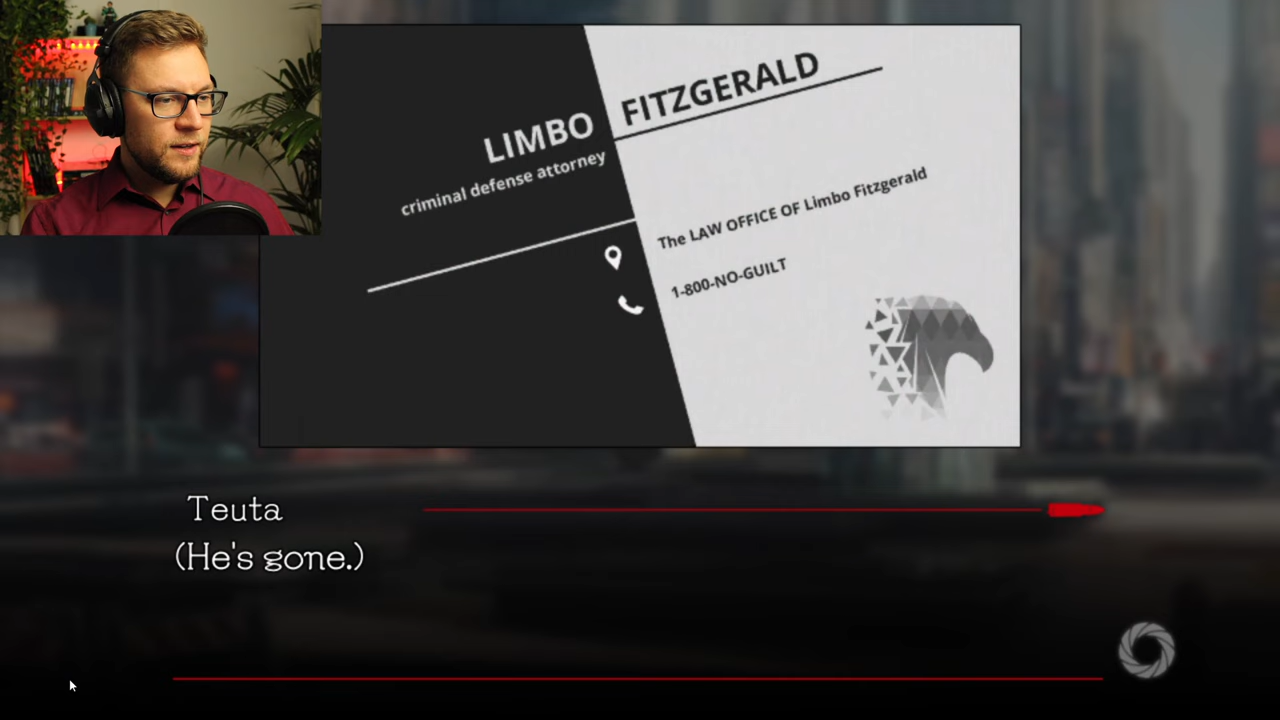 LIMBO
FITZGERALD
criminal defense attorney
The LAW OFFICE OF Limbo Fitzgerald
1-800-NO-GUILT
Teuta
(He's gone.)